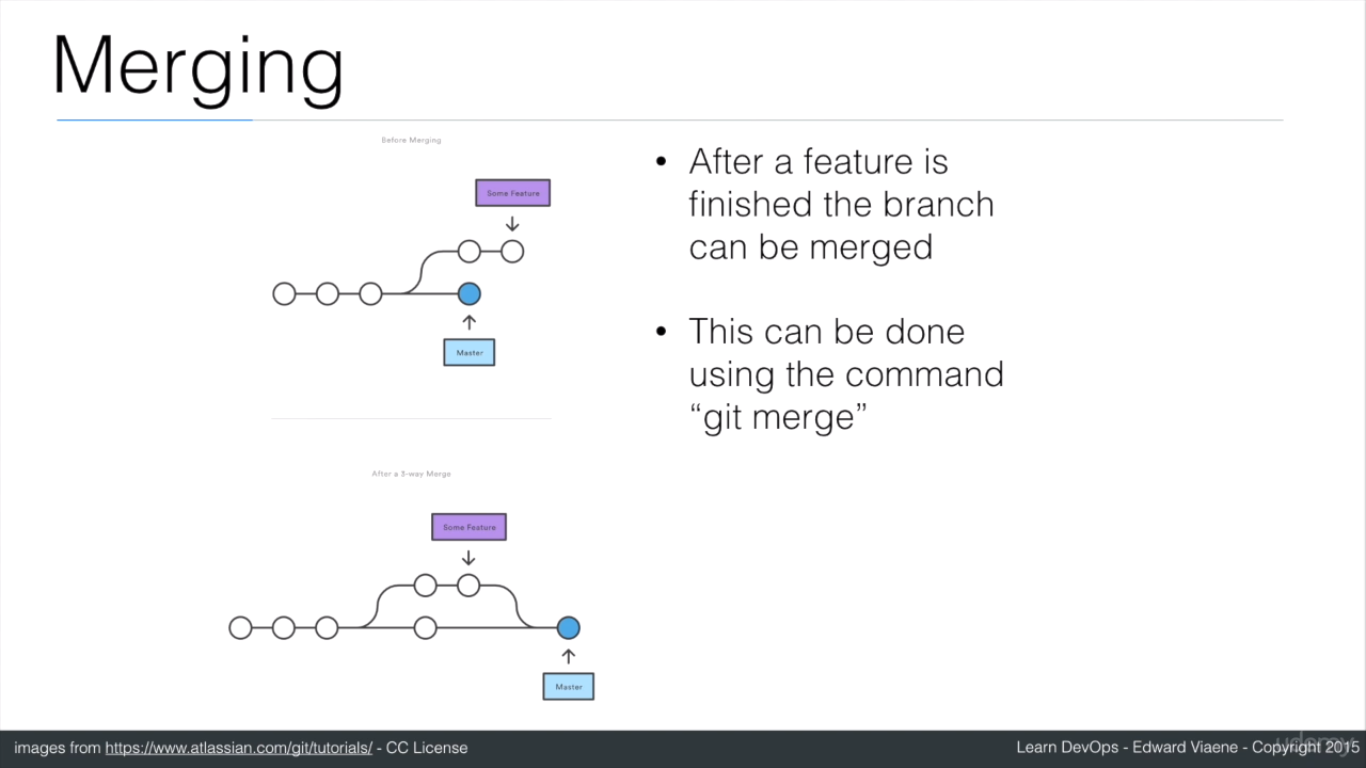 Merging
Before Merging
Some Feature
Master
After a 3-way Merge
Some Feature
Master
• After a feature is
finished the branch
can be merged
• This can be done
using the command
“git merge”
images from https://www.atlassian.com/git/tutorials/ - CC License
Learn DevOps - Edward Viaene - Copyright 2015
udemy